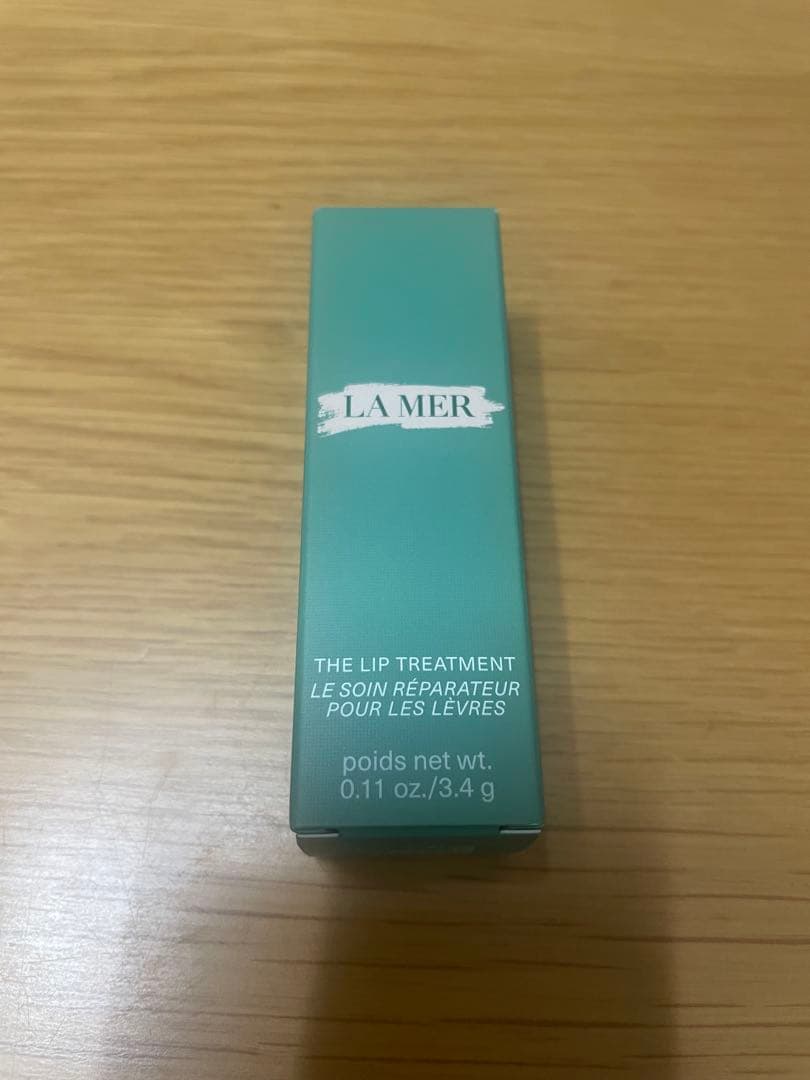 LA MER
THE LIP TREATMENT
LE SOIN RÉPARATEUR
POUR LES LÈVRES
poids net wt.
0.11 oz./3.4 g